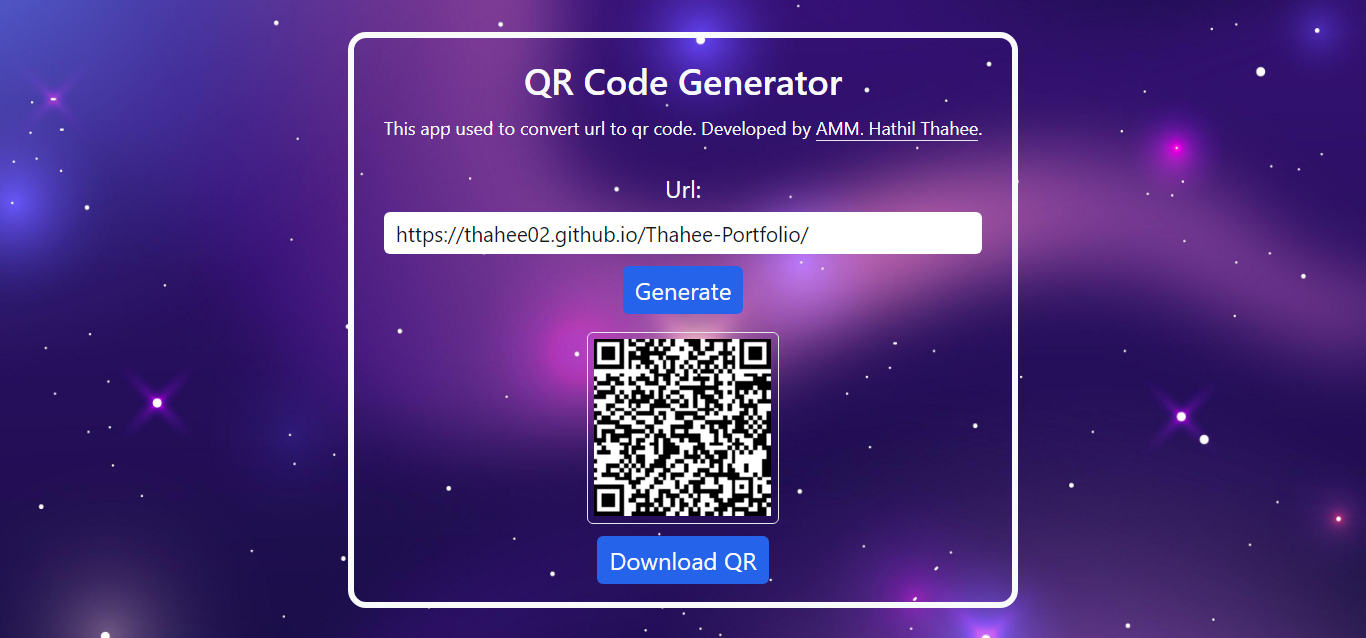 QR Code Generator
This app used to convert url to qr code. Developed by AMM. Hathil Thahee.
Url:
https://thahee02.github.io/Thahee-Portfolio/
Generate
Download QR